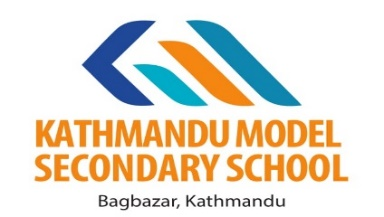 KATHMANDU MODEL
SECONDARY SCHOOL
Bagbazar, Kathmandu